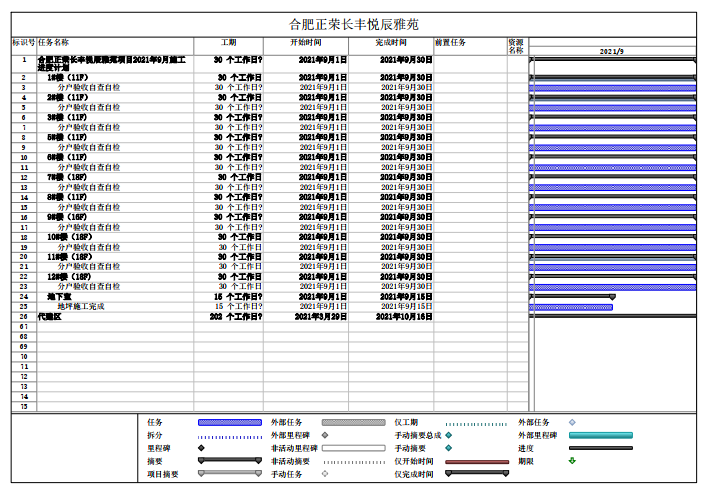 合肥正荣长丰悦辰雅苑
标识号 任务名称 工期 开始时间 完成时间 前置任务 资源名称
2021/9
1 合肥正荣长丰悦辰雅苑项目2021年9月施工进度计划 30 个工作日? 2021年9月1日 2021年9月30日
2 1#楼（11F） 30 个工作日 2021年9月1日 2021年9月30日
3 分户验收自查自检 30 个工作日? 2021年9月1日 2021年9月30日
4 2#楼（11F） 30 个工作日 2021年9月1日 2021年9月30日
5 分户验收自查自检 30 个工作日? 2021年9月1日 2021年9月30日
6 3#楼（11F） 30 个工作日? 2021年9月1日 2021年9月30日
7 分户验收自查自检 30 个工作日? 2021年9月1日 2021年9月30日
8 5#楼（11F） 30 个工作日? 2021年9月1日 2021年9月30日
9 分户验收自查自检 30 个工作日? 2021年9月1日 2021年9月30日
10 6#楼（11F） 30 个工作日? 2021年9月1日 2021年9月30日
11 分户验收自查自检 30 个工作日? 2021年9月1日 2021年9月30日
12 7#楼（18F） 30 个工作日? 2021年9月1日 2021年9月30日
13 分户验收自查自检 30 个工作日? 2021年9月1日 2021年9月30日
14 8#楼（11F） 30 个工作日? 2021年9月1日 2021年9月30日
15 分户验收自查自检 30 个工作日? 2021年9月1日 2021年9月30日
16 9#楼（16F） 30 个工作日? 2021年9月1日 2021年9月30日
17 分户验收自查自检 30 个工作日? 2021年9月1日 2021年9月30日
18 10#楼（18F） 30 个工作日 2021年9月1日 2021年9月30日
19 分户验收自查自检 30 个工作日 2021年9月1日 2021年9月30日
20 11#楼（18F） 30 个工作日 2021年9月1日 2021年9月30日
21 分户验收自查自检 30 个工作日 2021年9月1日 2021年9月30日
22 12#楼（18F） 30 个工作日 2021年9月1日 2021年9月30日
23 分户验收自查自检 30 个工作日 2021年9月1日 2021年9月30日
24 地下室 15 个工作日? 2021年9月1日 2021年9月15日
25 地坪施工完成 15 个工作日? 2021年9月1日 2021年9月15日
26 代建区 202 个工作日? 2021年3月29日 2021年10月16日
67
68
69
70
71
72
73
74
75
任务 外部任务 仅工期 外部任务
拆分 外部里程碑 手动摘要总成 外部里程碑
里程碑 非活动里程碑 手动摘要 进度
摘要 非活动摘要 仅开始时间 期限
项目摘要 手动任务 仅完成时间